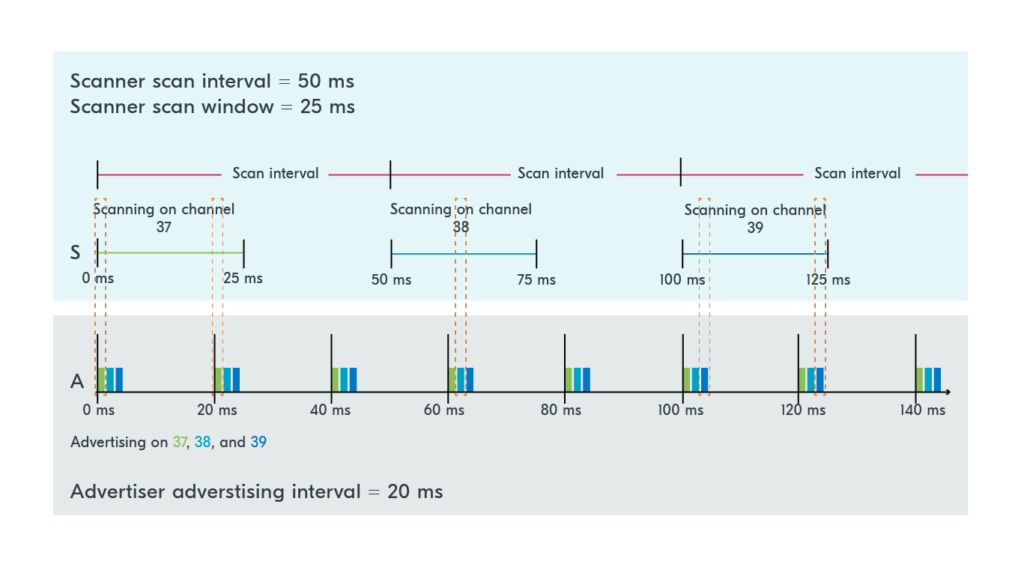 Scanner scan interval = 50 ms
Scanner scan window = 25 ms
Scan interval
Scan interval
Scan interval
Scanning on channel
37
Scanning on channel
38
Scanning on channel
39
S
0 ms
25 ms
50 ms
75 ms
100 ms
125 ms
A
0 ms
20 ms
40 ms
60 ms
80 ms
100 ms
120 ms
140 ms
Advertising on 37, 38, and 39
Advertiser adverstising interval = 20 ms